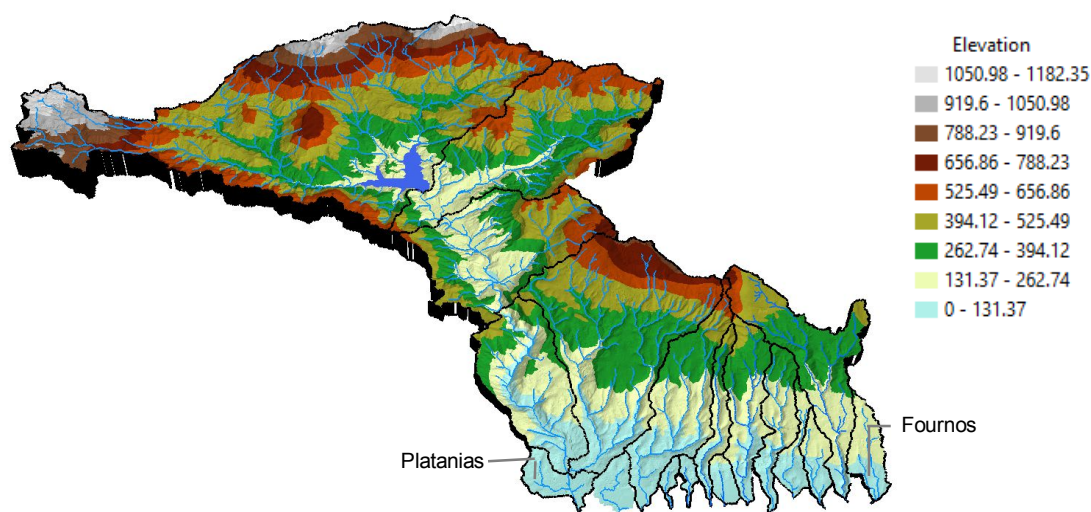 Elevation
1050.98 - 1182.35
919.6 - 1050.98
788.23 - 919.6
656.86 - 788.23
525.49 - 656.86
394.12 - 525.49
262.74 - 394.12
131.37 - 262.74
0 - 131.37
Fournos
Platanias